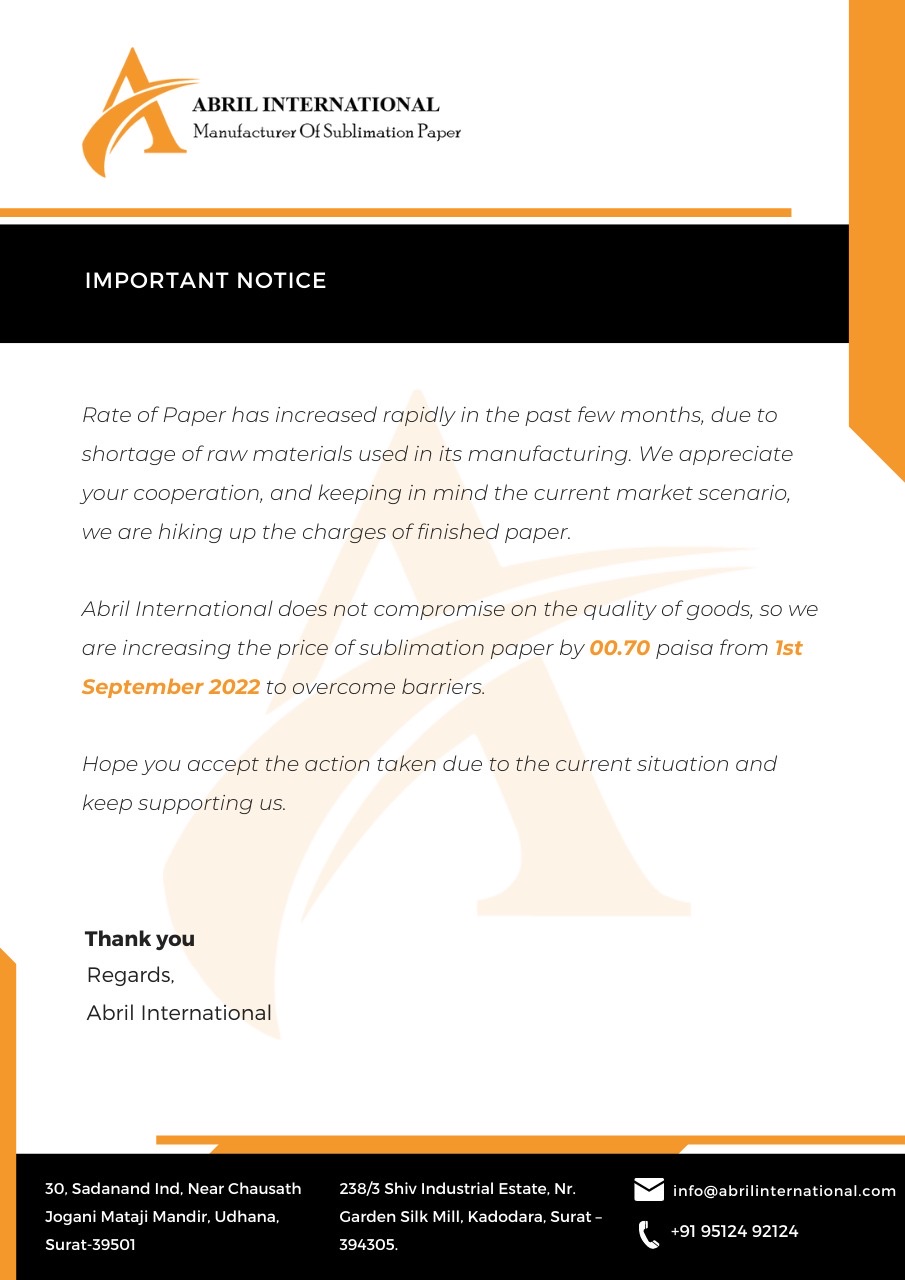 ABRIL INTERNATIONAL
Manufacturer Of Sublimation Paper
IMPORTANT NOTICE
Rate of Paper has increased rapidly in the past few months, due to
shortage of raw materials used in its manufacturing. We appreciate
your cooperation, and keeping in mind the current market scenario,
we are hiking up the charges of finished paper.
Abril International does not compromise on the quality of goods, so we
are increasing the price of sublimation paper by 00.70 paisa from 1st
September 2022 to overcome barriers.
Hope you accept the action taken due to the current situation and
keep supporting us.
Thank you
Regards,
Abril International
30, Sadanand Ind, Near Chausath
Jogani Mataji Mandir, Udhana,
Surat-39501
238/3 Shiv Industrial Estate, Nr.
Garden Silk Mill, Kadodara, Surat –
394305.
info@abrilinternational.com
+91 95124 92124